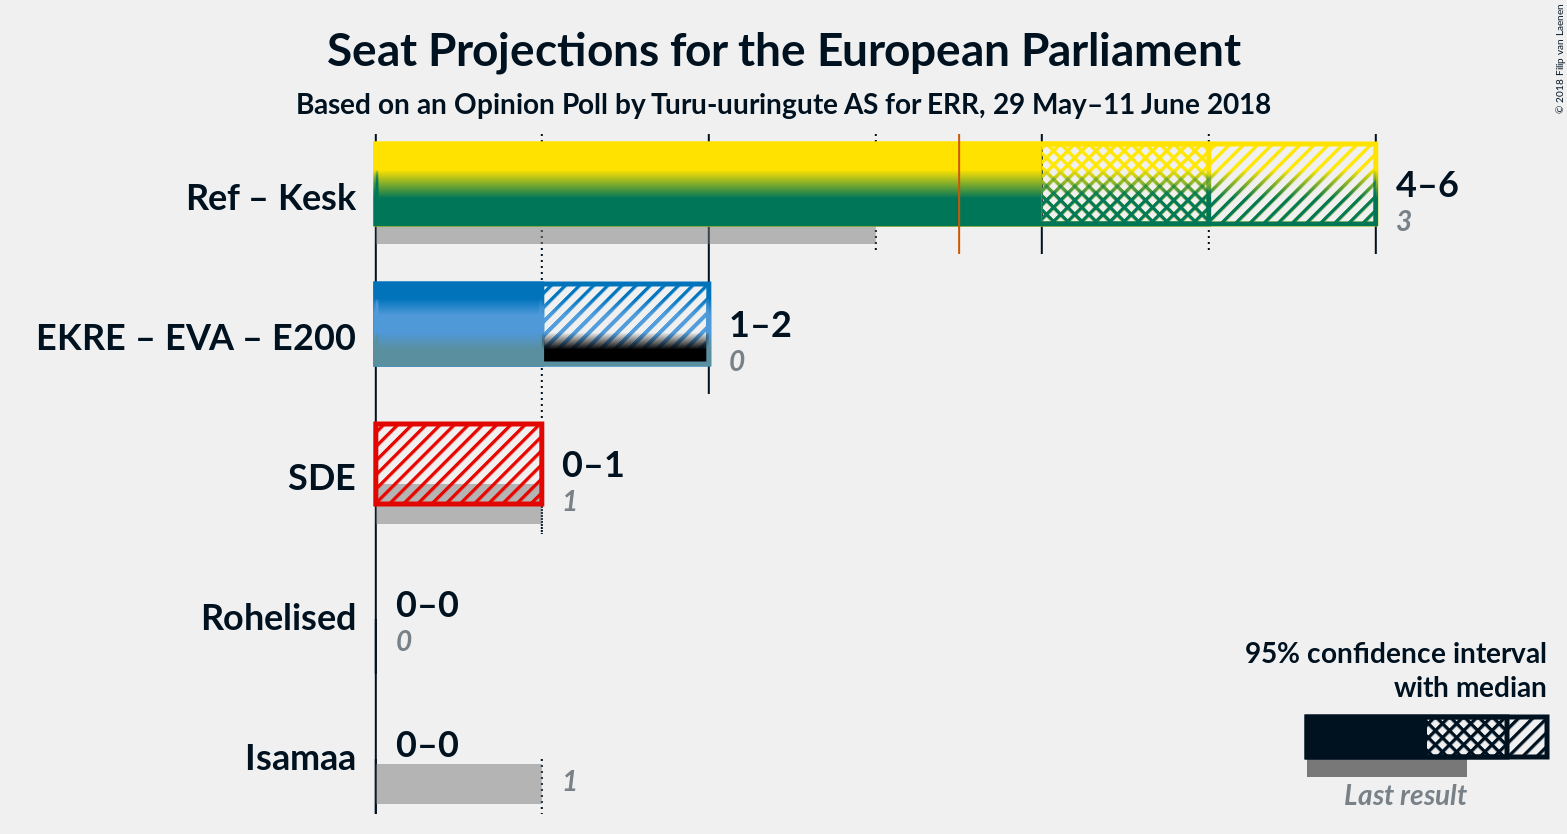 Seat Projections for the European Parliament
Based on an Opinion Poll by Turu-uuringute AS for ERR, 29 May–11 June 2018
© 2018 Filip van Laenen
Ref – Kesk
4–6
3
EKRE – EVA – E200
1–2
0
SDE
0–1
1
Rohelised
0–0
0
Isamaa
0–0
1
95% confidence interval
with median
Last result